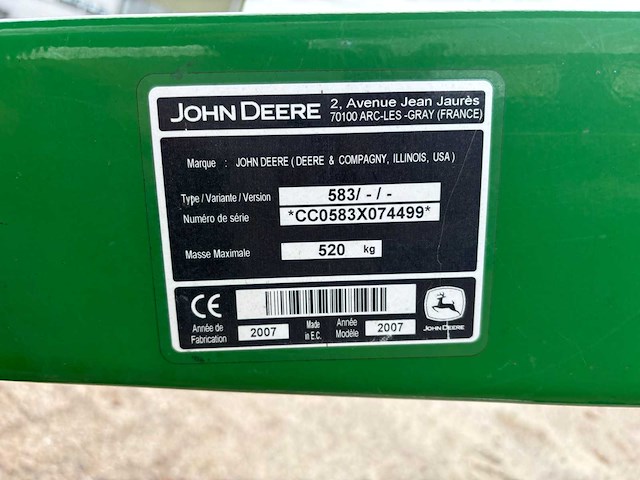 JOHN DEERE
2, Avenue Jean Jaurès
70100 ARC-LES -GRAY (FRANCE)
Marque : JOHN DEERE ( DEERE & COMPAGNY, ILLINOIS, USA )
Type / Variante / Version 583/ - / -
Numéro de série *CC0583X074499*
Masse Maximale 520 kg
CE
Année de Fabrication 2007 Made in E.C. Année Modèle 2007
JOHN DEERE